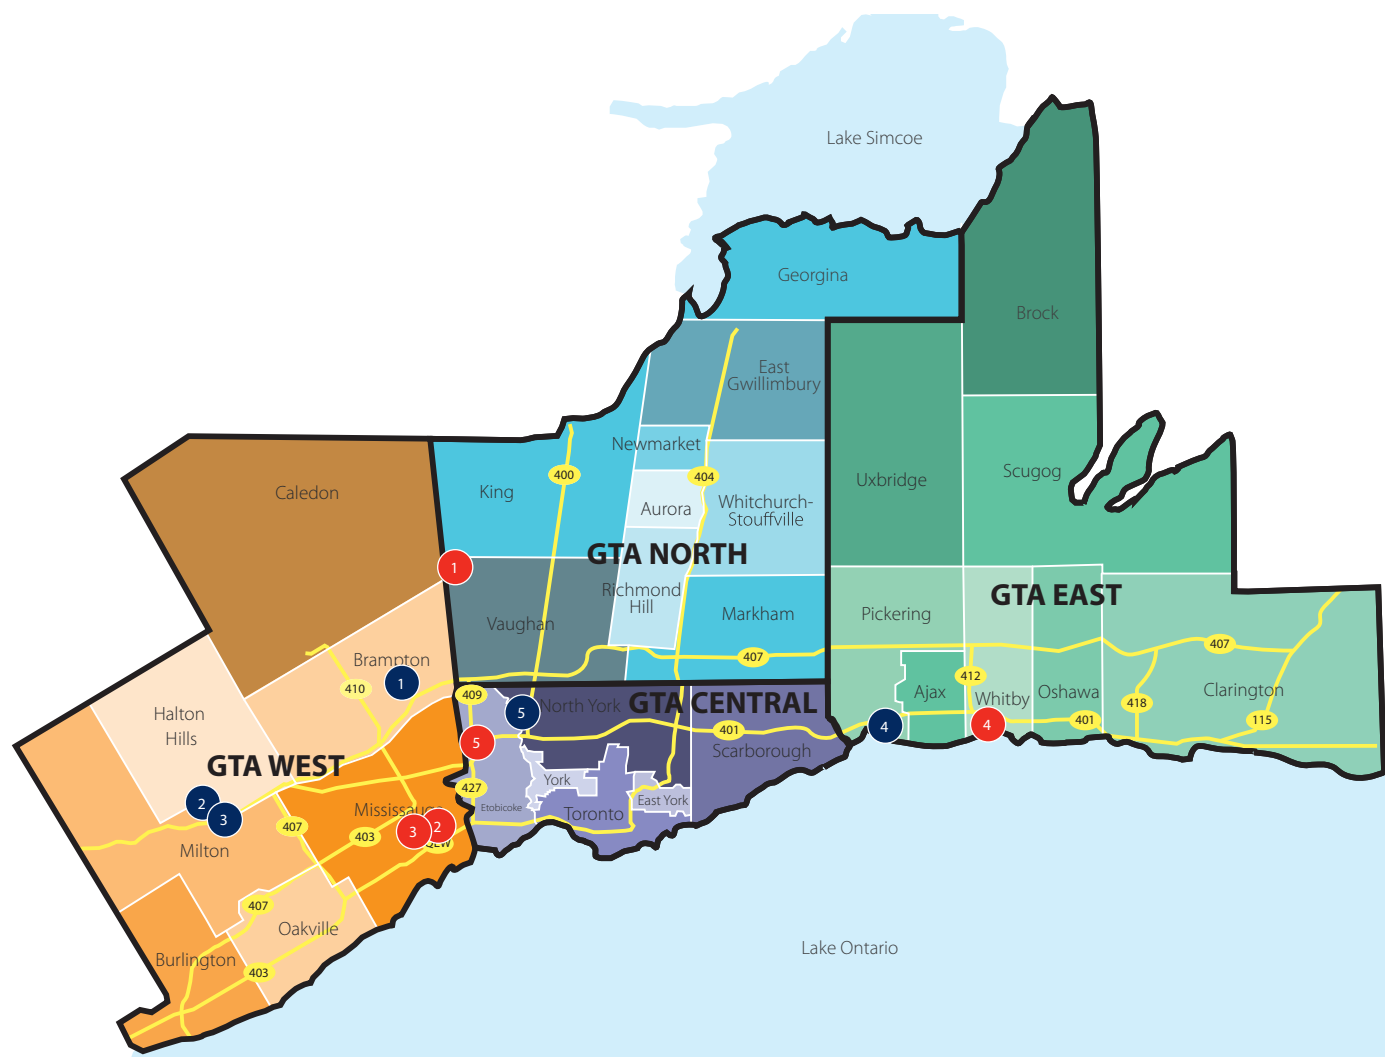 Lake Simcoe
Georgina
Brock
East
Gwillimbury
Newmarket
400
404
Scugog
Uxbridge
Caledon
King
Aurora
Whitchurch-
Stouffville
GTA NORTH
1
Richmond
Hill
GTA EAST
Vaughan
Markham
Pickering
407
407
Brampton
410
1
409
412
Ajax
Whitby
Oshawa
Clarington
418
115
Halton
Hills
5
North York
GTA CENTRAL
401
4
4
401
5
Scarborough
GTA WEST
427
York
2
3
Etobicoke
Toronto
East York
Mississauga
407
403
3
2
QEW
Milton
407
Oakville
Burlington
403
Lake Ontario